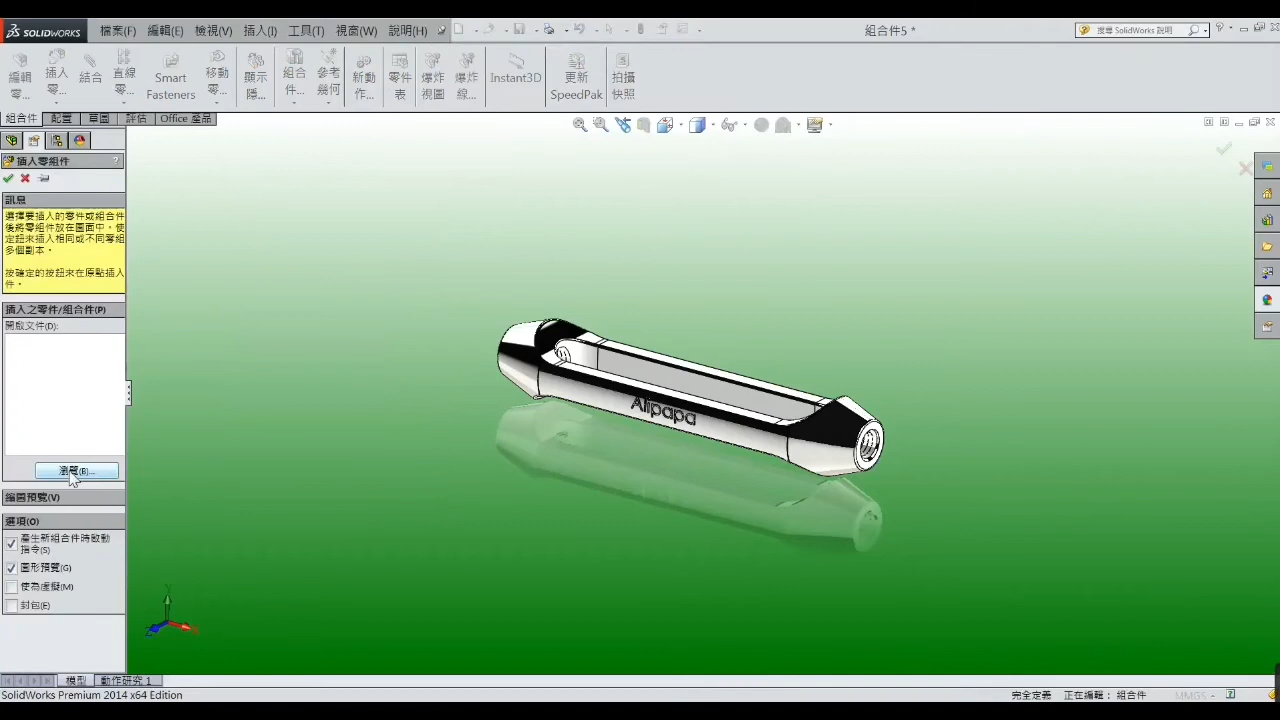 SOLIDWORKS 檔案(F) 編輯(E) 檢視(V) 插入(I) 工具(T) 視窗(W) 說明(H) 組合件5 * 搜尋 SolidWorks 說明
編輯零... 插入零... 結合 直線零... Smart Fasteners 移動零... 顯示隱... 組合件... 參考幾何 新動作... 零件表 爆炸視圖 爆炸線... Instant3D 更新 SpeedPak 拍攝快照
組合件 配置 草圖 評估 Office 產品
插入零組件 ?
訊息
選擇要插入的零件或組合件
後將零組件放在圖面中。使
定鈕來插入相同或不同零組
多個副本。
按確定的按鈕來在原點插入
件。
插入之零件/組合件(P)
開啟文件(D):
瀏覽(B)...
繪圖預覽(V)
選項(O)
產生新組合件時啟動
指令(S)
圖形預覽(G)
使為虛擬(M)
封包(E)
Alipapa
模型 動作研究 1
SolidWorks Premium 2014 x64 Edition 完全定義 正在編輯： 組合件 MMGS